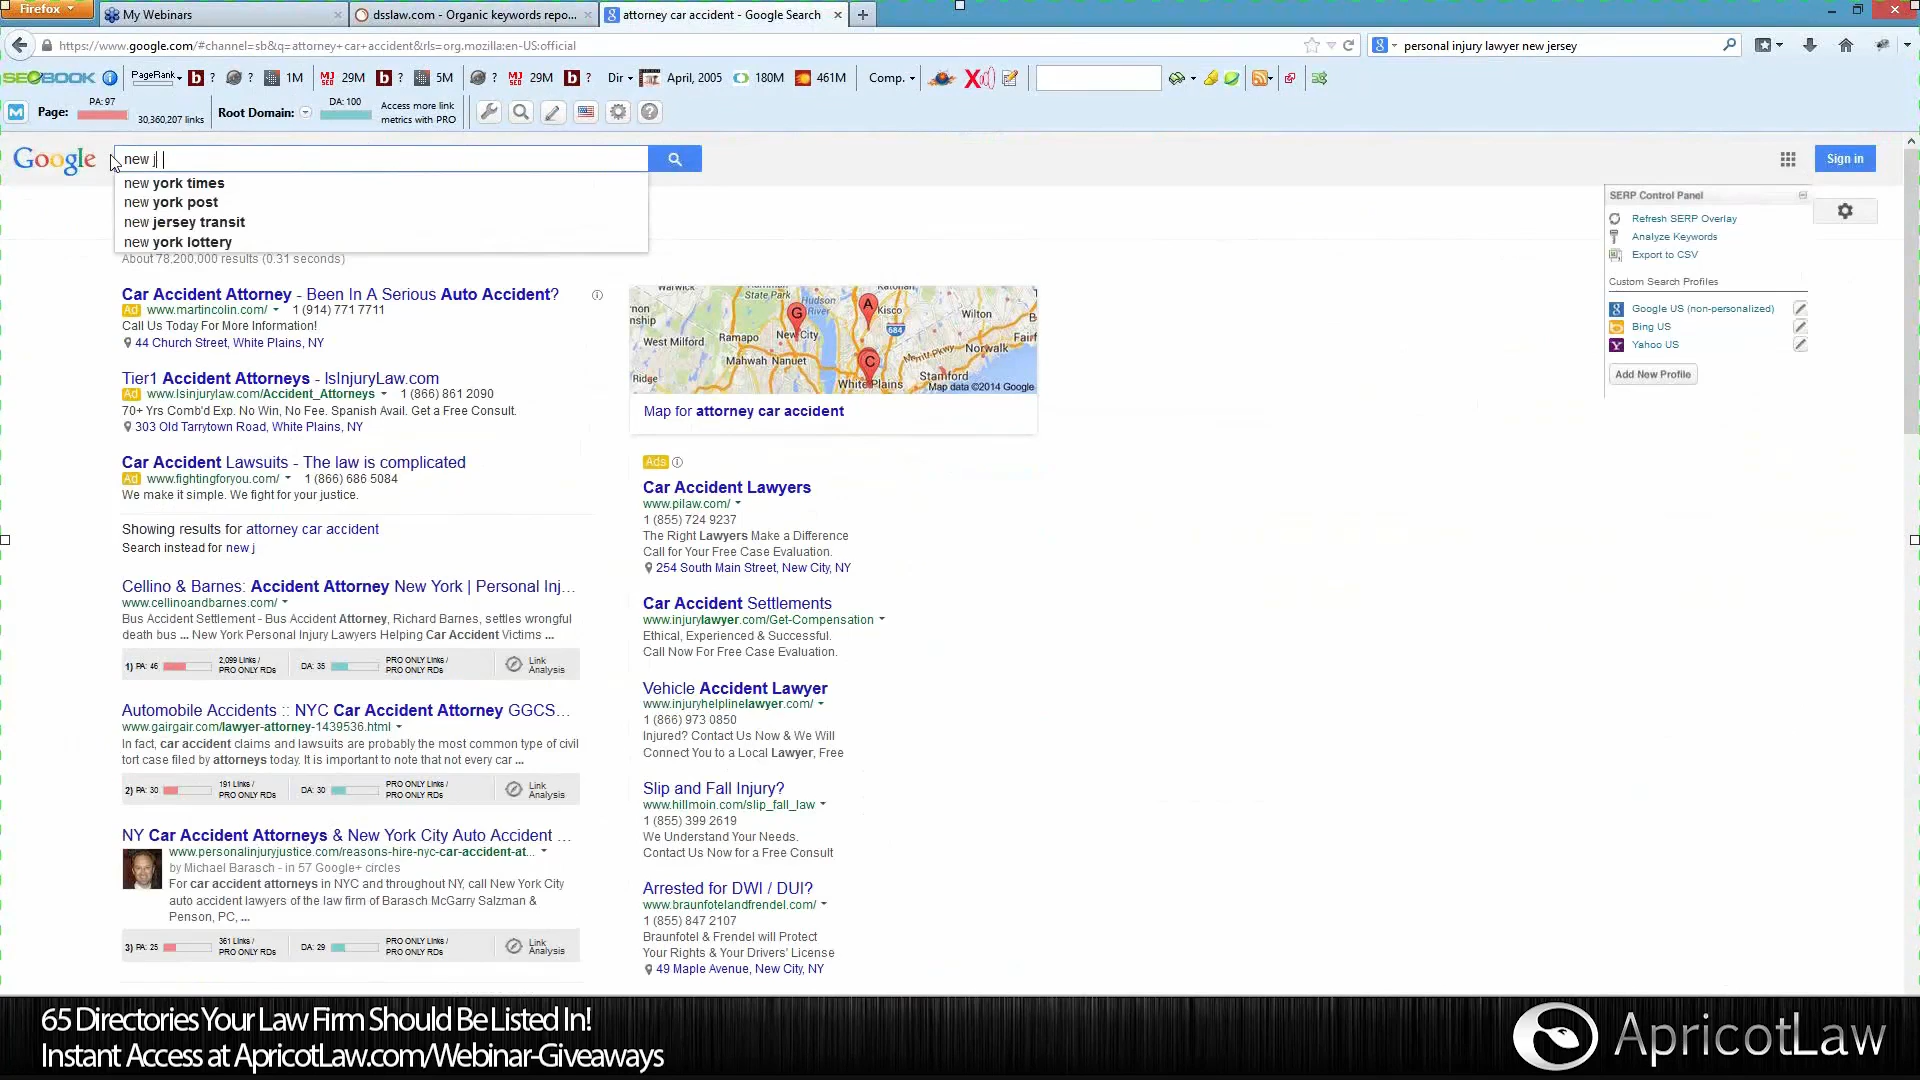 Firefox
My Webinars
dsslaw.com - Organic keywords repo...
attorney car accident - Google Search
https://www.google.com/#channel=sb&q=attorney+car+accident&rls=org.mozilla:en-US:official
personal injury lawyer new jersey
SEOBOOK
PageRank
? ? 1M
29M ? 5M
? 29M ?
Dir
April, 2005
180M
461M
Comp.
Page:
PA: 97
30,360,207 links
Root Domain:
DA: 100
Access more link
metrics with PRO
Google
new j
Sign in
new york times
new york post
new jersey transit
new york lottery
About 78,200,000 results (0.31 seconds)
Car Accident Attorney - Been In A Serious Auto Accident?
Ad www.martincolin.com/ 1 (914) 771 7711
Call Us Today For More Information!
44 Church Street, White Plains, NY
Tier1 Accident Attorneys - lsInjuryLaw.com
Ad www.lsinjurylaw.com/Accident_Attorneys 1 (866) 861 2090
70+ Yrs Comb'd Exp. No Win, No Fee. Spanish Avail. Get a Free Consult.
303 Old Tarrytown Road, White Plains, NY
Car Accident Lawsuits - The law is complicated
Ad www.fightingforyou.com/ 1 (866) 686 5084
We make it simple. We fight for your justice.
Showing results for attorney car accident
Search instead for new j
Cellino & Barnes: Accident Attorney New York | Personal Inj...
www.cellinoandbarnes.com/
Bus Accident Settlement - Bus Accident Attorney, Richard Barnes, settles wrongful
death bus ... New York Personal Injury Lawyers Helping Car Accident Victims ...
1) PA: 46
2,099 Links /
PRO ONLY RDs
DA: 35
PRO ONLY Links /
PRO ONLY RDs
Link
Analysis
Automobile Accidents :: NYC Car Accident Attorney GGCS...
www.gairgair.com/lawyer-attorney-1439536.html
In fact, car accident claims and lawsuits are probably the most common type of civil
tort case filed by attorneys today. It is important to note that not every car ...
2) PA: 30
191 Links /
PRO ONLY RDs
DA: 30
PRO ONLY Links /
PRO ONLY RDs
Link
Analysis
NY Car Accident Attorneys & New York City Auto Accident ...
www.personalinjuryjustice.com/reasons-hire-nyc-car-accident-at...
by Michael Barasch - in 57 Google+ circles
For car accident attorneys in NYC and throughout NY, call New York City
auto accident lawyers of the law firm of Barasch McGarry Salzman &
Penson, PC, ...
3) PA: 25
361 Links /
PRO ONLY RDs
DA: 29
PRO ONLY Links /
PRO ONLY RDs
Link
Analysis
Warwick
State Park
Hudson
River
Kisco
Wilton
West Milford
Ramapo
New City
684
Merritt Pkwy
Norwalk
Fairf
Mahwah Nanuet
Ridge
White Plains
Stamford
Map data ©2014 Google
G
A
C
Map for attorney car accident
Ads
Car Accident Lawyers
www.pilaw.com/
1 (855) 724 9237
The Right Lawyers Make a Difference
Call for Your Free Case Evaluation.
254 South Main Street, New City, NY
Car Accident Settlements
www.injurylawyer.com/Get-Compensation
Ethical, Experienced & Successful.
Call Now For Free Case Evaluation.
Vehicle Accident Lawyer
www.injuryhelplinelawyer.com/
1 (866) 973 0850
Injured? Contact Us Now & We Will
Connect You to a Local Lawyer, Free
Slip and Fall Injury?
www.hillmoin.com/slip_fall_law
1 (855) 399 2619
We Understand Your Needs.
Contact Us Now for a Free Consult
Arrested for DWI / DUI?
www.braunfotelandfrendel.com/
1 (855) 847 2107
Braunfotel & Frendel will Protect
Your Rights & Your Drivers' License
49 Maple Avenue, New City, NY
SERP Control Panel
Refresh SERP Overlay
Analyze Keywords
Export to CSV
Custom Search Profiles
Google US (non-personalized)
Bing US
Yahoo US
Add New Profile
65 Directories Your Law Firm Should Be Listed In!
Instant Access at ApricotLaw.com/Webinar-Giveaways
ApricotLaw